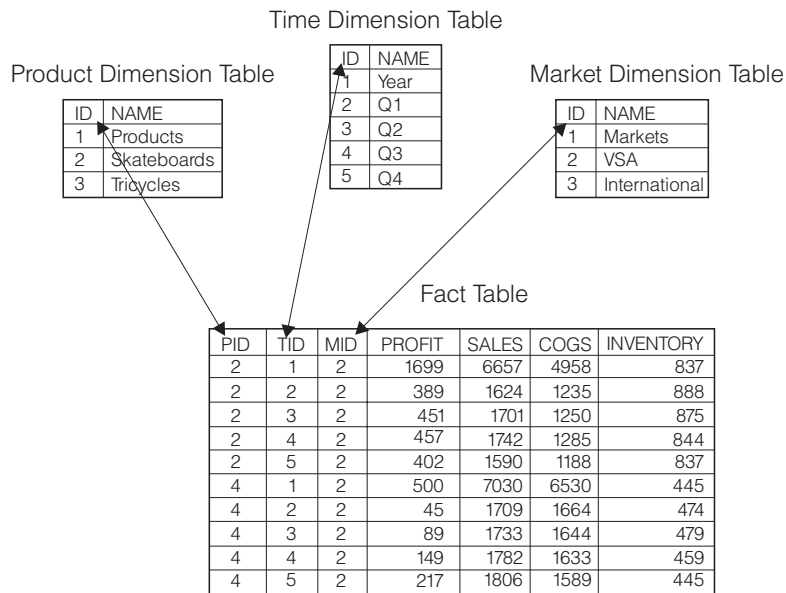 Time Dimension Table
ID NAME
1 Year
2 Q1
3 Q2
4 Q3
5 Q4
Product Dimension Table
ID NAME
1 Products
2 Skateboards
3 Tricycles
Market Dimension Table
ID NAME
1 Markets
2 VSA
3 International
Fact Table
PID TID MID PROFIT SALES COGS INVENTORY
2 1 2 1699 6657 4958 837
2 2 2 389 1624 1235 888
2 3 2 451 1701 1250 875
2 4 2 457 1742 1285 844
2 5 2 402 1590 1188 837
4 1 2 500 7030 6530 445
4 2 2 45 1709 1664 474
4 3 2 89 1733 1644 479
4 4 2 149 1782 1633 459
4 5 2 217 1806 1589 445